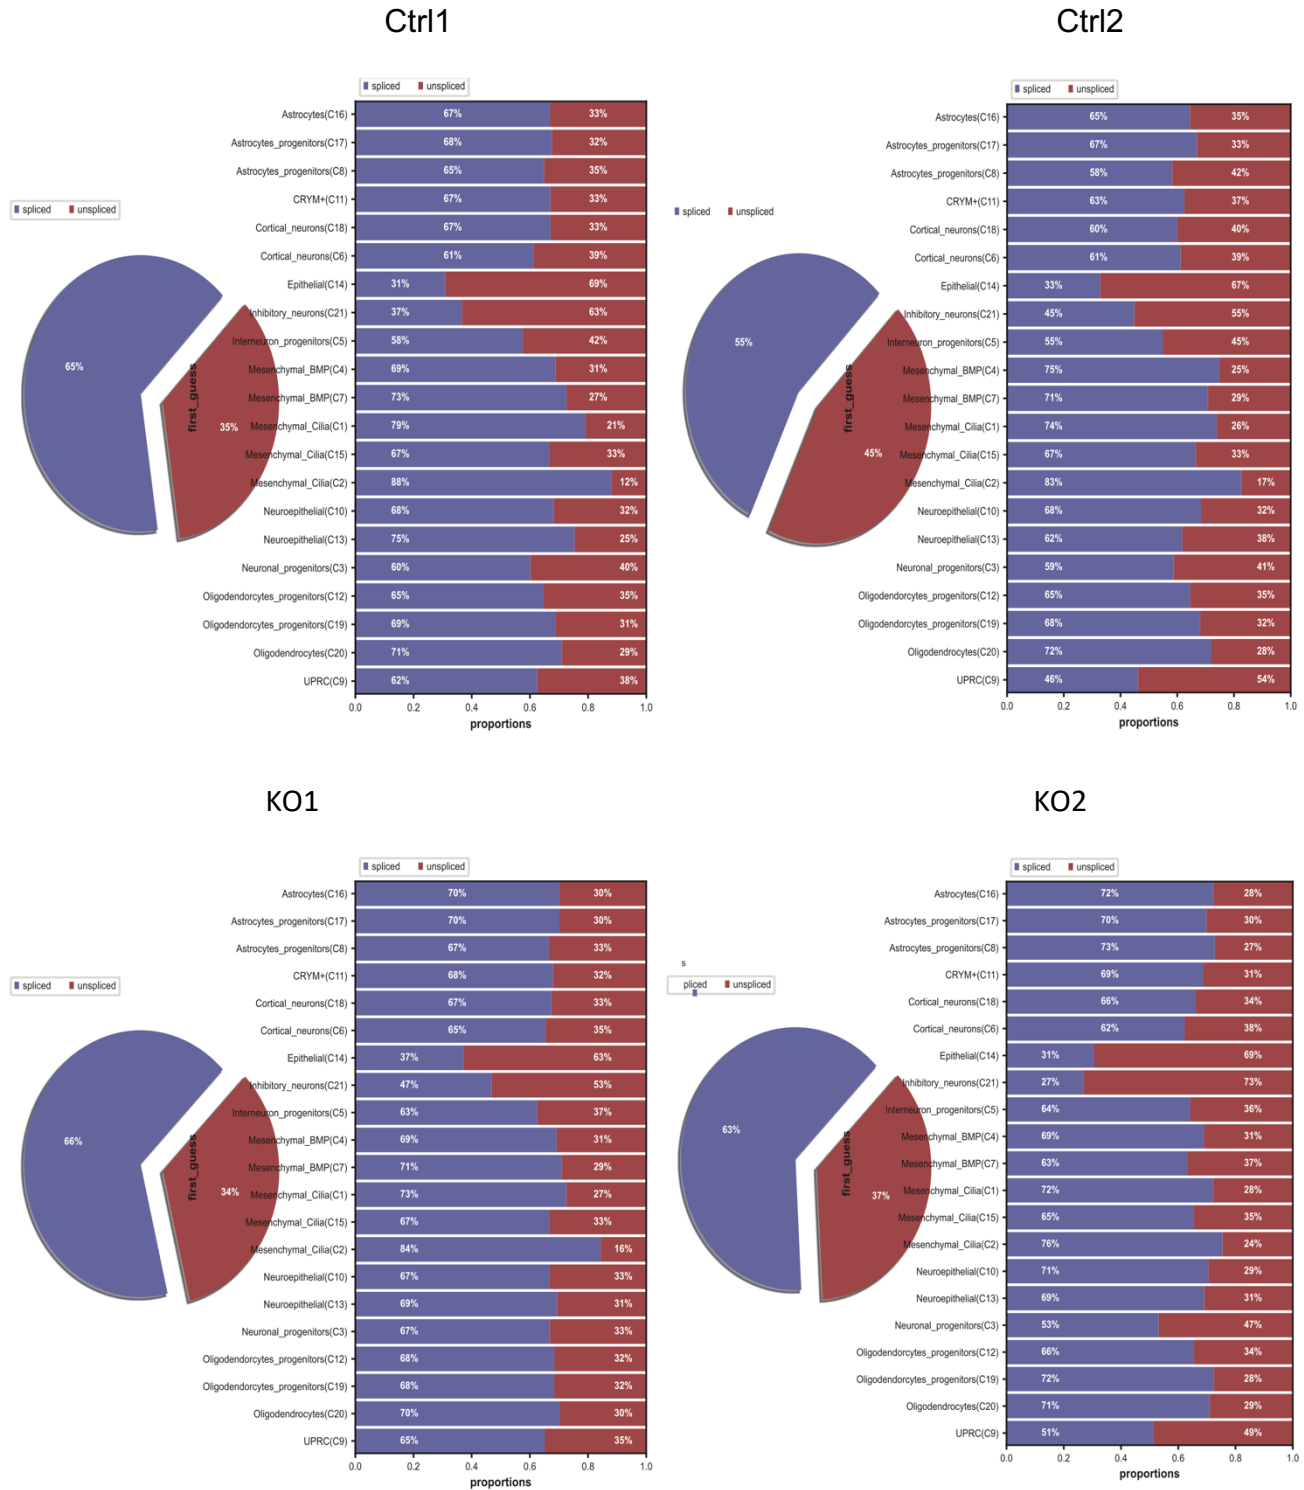 Ctrl1
spliced unspliced
spliced unspliced
65%
35%
first_guess
Astrocytes(C16) 67% 33%
Astrocytes_progenitors(C17) 68% 32%
Astrocytes_progenitors(C8) 65% 35%
CRYM+(C11) 67% 33%
Cortical_neurons(C18) 67% 33%
Cortical_neurons(C6) 61% 39%
Epithelial(C14) 31% 69%
Inhibitory_neurons(C21) 37% 63%
Interneuron_progenitors(C5) 58% 42%
Mesenchymal_BMP(C4) 69% 31%
Mesenchymal_BMP(C7) 73% 27%
Mesenchymal_Cilia(C1) 79% 21%
Mesenchymal_Cilia(C15) 67% 33%
Mesenchymal_Cilia(C2) 88% 12%
Neuroepithelial(C10) 68% 32%
Neuroepithelial(C13) 75% 25%
Neuronal_progenitors(C3) 60% 40%
Oligodendorcytes_progenitors(C12) 65% 35%
Oligodendorcytes_progenitors(C19) 69% 31%
Oligodendrocytes(C20) 71% 29%
UPRC(C9) 62% 38%
0.0 0.2 0.4 0.6 0.8 1.0
proportions
Ctrl2
spliced unspliced
spliced unspliced
55%
45%
first_guess
Astrocytes(C16) 65% 35%
Astrocytes_progenitors(C17) 67% 33%
Astrocytes_progenitors(C8) 58% 42%
CRYM+(C11) 63% 37%
Cortical_neurons(C18) 60% 40%
Cortical_neurons(C6) 61% 39%
Epithelial(C14) 33% 67%
Inhibitory_neurons(C21) 45% 55%
Interneuron_progenitors(C5) 55% 45%
Mesenchymal_BMP(C4) 75% 25%
Mesenchymal_BMP(C7) 71% 29%
Mesenchymal_Cilia(C1) 74% 26%
Mesenchymal_Cilia(C15) 67% 33%
Mesenchymal_Cilia(C2) 83% 17%
Neuroepithelial(C10) 68% 32%
Neuroepithelial(C13) 62% 38%
Neuronal_progenitors(C3) 59% 41%
Oligodendorcytes_progenitors(C12) 65% 35%
Oligodendorcytes_progenitors(C19) 68% 32%
Oligodendrocytes(C20) 72% 28%
UPRC(C9) 46% 54%
0.0 0.2 0.4 0.6 0.8 1.0
proportions
KO1
spliced unspliced
spliced unspliced
66%
34%
first_guess
Astrocytes(C16) 70% 30%
Astrocytes_progenitors(C17) 70% 30%
Astrocytes_progenitors(C8) 67% 33%
CRYM+(C11) 68% 32%
Cortical_neurons(C18) 67% 33%
Cortical_neurons(C6) 65% 35%
Epithelial(C14) 37% 63%
Inhibitory_neurons(C21) 47% 53%
Interneuron_progenitors(C5) 63% 37%
Mesenchymal_BMP(C4) 69% 31%
Mesenchymal_BMP(C7) 71% 29%
Mesenchymal_Cilia(C1) 73% 27%
Mesenchymal_Cilia(C15) 67% 33%
Mesenchymal_Cilia(C2) 84% 16%
Neuroepithelial(C10) 67% 33%
Neuroepithelial(C13) 69% 31%
Neuronal_progenitors(C3) 67% 33%
Oligodendorcytes_progenitors(C12) 68% 32%
Oligodendorcytes_progenitors(C19) 68% 32%
Oligodendrocytes(C20) 70% 30%
UPRC(C9) 65% 35%
0.0 0.2 0.4 0.6 0.8 1.0
proportions
KO2
spliced unspliced
s
pliced unspliced
63%
37%
first_guess
Astrocytes(C16) 72% 28%
Astrocytes_progenitors(C17) 70% 30%
Astrocytes_progenitors(C8) 73% 27%
CRYM+(C11) 69% 31%
Cortical_neurons(C18) 66% 34%
Cortical_neurons(C6) 62% 38%
Epithelial(C14) 31% 69%
Inhibitory_neurons(C21) 27% 73%
Interneuron_progenitors(C5) 64% 36%
Mesenchymal_BMP(C4) 69% 31%
Mesenchymal_BMP(C7) 63% 37%
Mesenchymal_Cilia(C1) 72% 28%
Mesenchymal_Cilia(C15) 65% 35%
Mesenchymal_Cilia(C2) 76% 24%
Neuroepithelial(C10) 71% 29%
Neuroepithelial(C13) 69% 31%
Neuronal_progenitors(C3) 53% 47%
Oligodendorcytes_progenitors(C12) 66% 34%
Oligodendorcytes_progenitors(C19) 72% 28%
Oligodendrocytes(C20) 71% 29%
UPRC(C9) 51% 49%
0.0 0.2 0.4 0.6 0.8 1.0
proportions